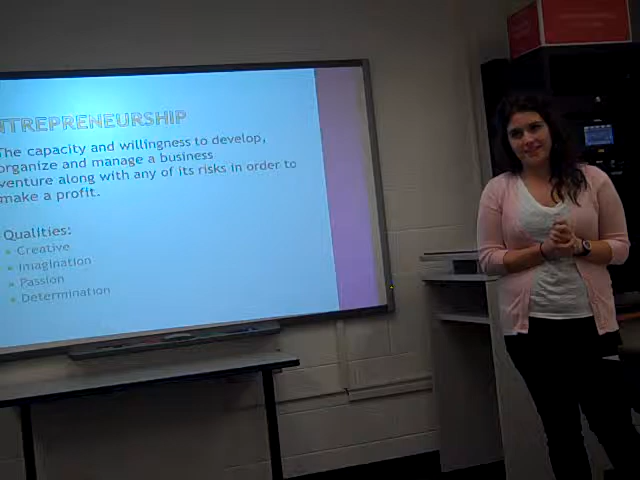 NTREPRENEURSHIP
The capacity and willingness to develop,
organize and manage a business
venture along with any of its risks in order to
make a profit.
Qualities:
• Creative
• Imagination
• Passion
• Determination